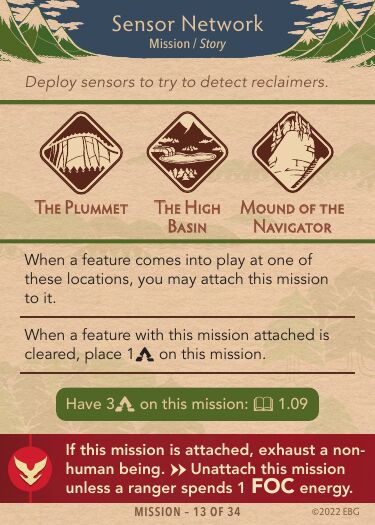 Sensor Network
Mission / Story
Deploy sensors to try to detect reclaimers.
The Plummet
The High
Basin
Mound of the
Navigator
When a feature comes into play at one of
these locations, you may attach this mission
to it.
When a feature with this mission attached is
cleared, place 1 on this mission.
Have 3 on this mission: 1.09
If this mission is attached, exhaust a non-
human being. Unattach this mission
unless a ranger spends 1 FOC energy.
MISSION – 13 OF 34
©2022 EBG